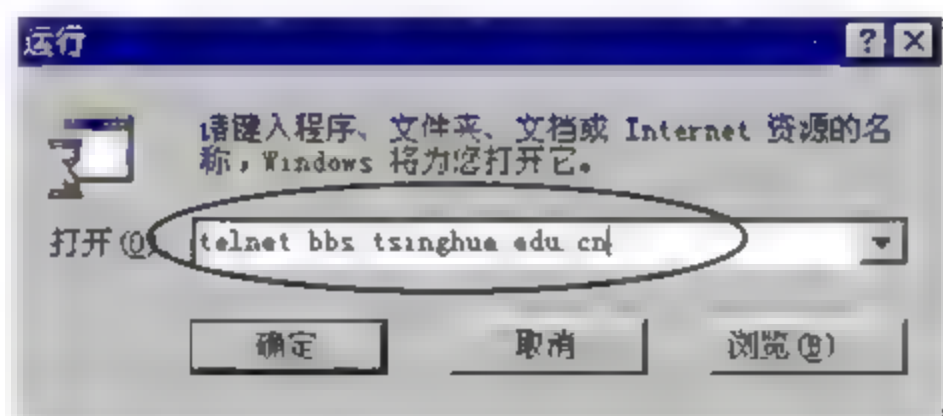 运行
请键入程序、文件夹、文档或 Internet 资源的名
称，Windows 将为您打开它。
打开(O)
telnet bbs tsinghua edu cn
确定
取消
浏览(B)